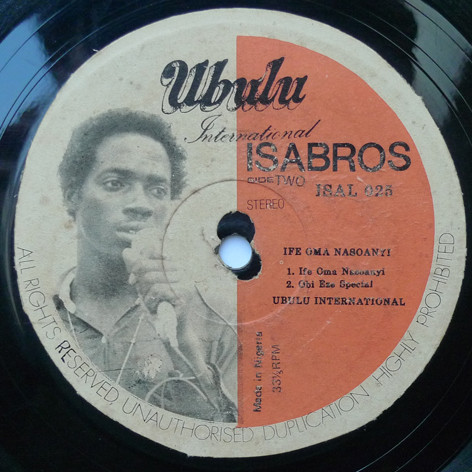 Ubulu
International
ISABROS
SIDE TWO
ISAL 025
STEREO
IFE OMA NASOANYI
1. Ife Oma Nasoanyi
2. Obi Eze Special
UBULU INTERNATIONAL
Made in Nigeria
33⅓ RPM
ALL RIGHTS RESERVED, UNAUTHORISED, DUPLICATION HIGHLY PROHIBITED